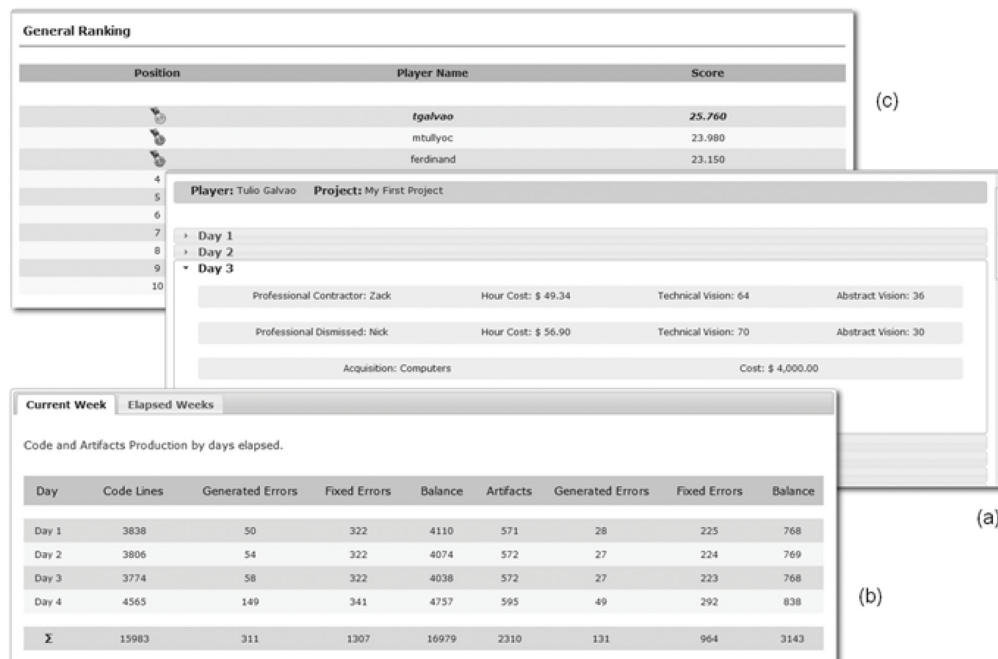 General Ranking
Position Player Name Score
tgalvao 25.760
mtullyoc 23.980
ferdinand 23.150
4
5
6
7
8
9
10
(c)
Player: Tulio Galvao Project: My First Project
› Day 1
› Day 2
Day 3
Professional Contractor: Zack Hour Cost: $ 49.34 Technical Vision: 64 Abstract Vision: 36
Professional Dismissed: Nick Hour Cost: $ 56.90 Technical Vision: 70 Abstract Vision: 30
Acquisition: Computers Cost: $ 4,000.00
(a)
Current Week Elapsed Weeks
Code and Artifacts Production by days elapsed.
Day Code Lines Generated Errors Fixed Errors Balance Artifacts Generated Errors Fixed Errors Balance
Day 1 3838 50 322 4110 571 28 225 768
Day 2 3806 54 322 4074 572 27 224 769
Day 3 3774 58 322 4038 572 27 223 768
Day 4 4565 149 341 4757 595 49 292 838
Σ 15983 311 1307 16979 2310 131 964 3143
(b)